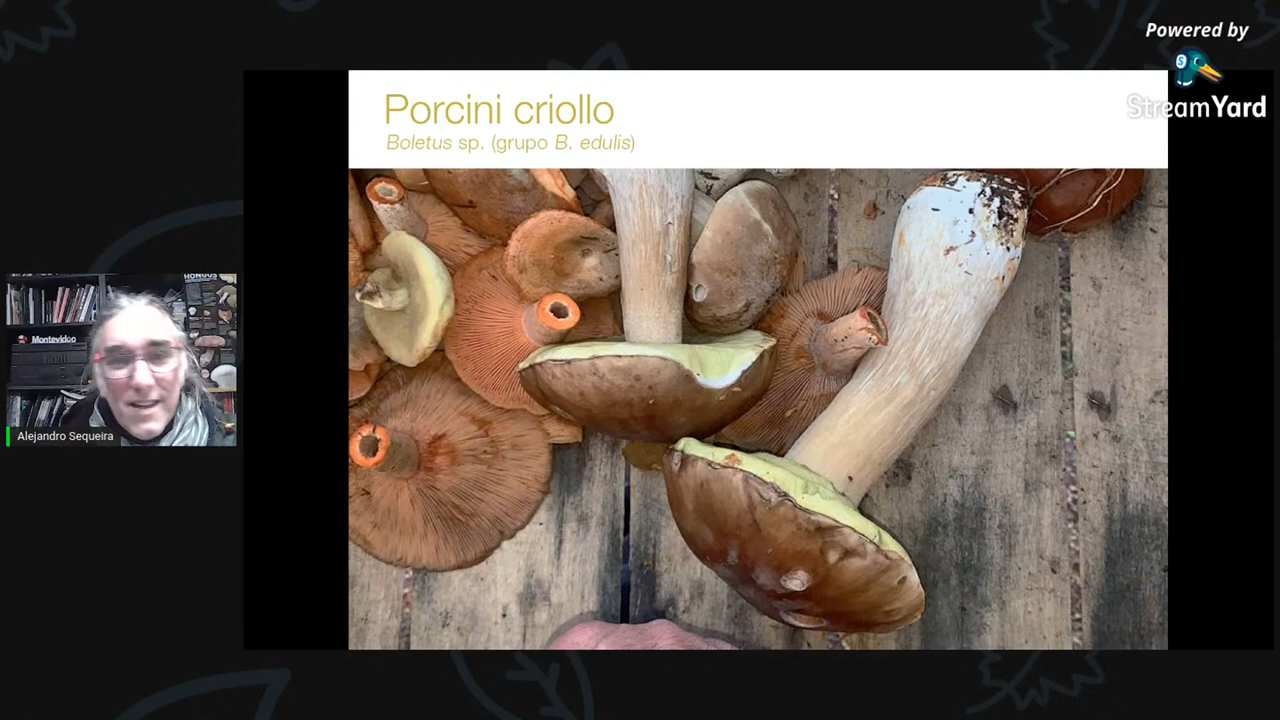 Powered by
StreamYard
Porcini criollo
Boletus sp. (grupo B. edulis)
HONGOS
Montevideo
Alejandro Sequeira